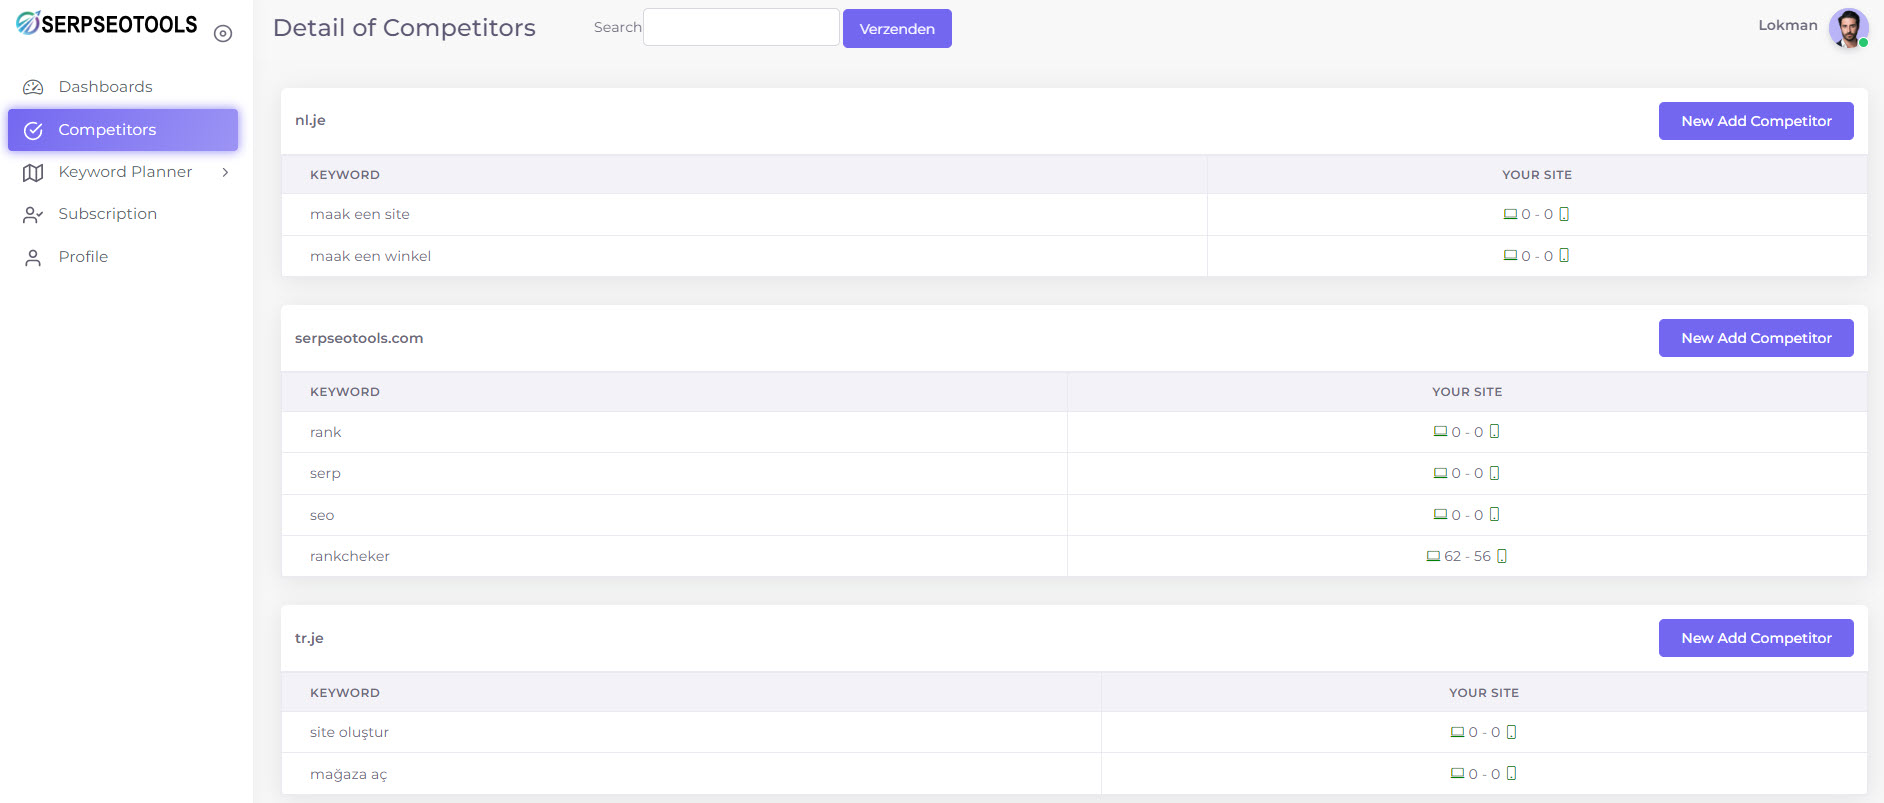 SERPSEOTOOLS
Detail of Competitors
Search
Verzenden
Lokman
Dashboards
Competitors
Keyword Planner
Subscription
Profile
nl.je
New Add Competitor
KEYWORD YOUR SITE
maak een site 0 - 0
maak een winkel 0 - 0
serpseotools.com
New Add Competitor
KEYWORD YOUR SITE
rank 0 - 0
serp 0 - 0
seo 0 - 0
rankcheker 62 - 56
tr.je
New Add Competitor
KEYWORD YOUR SITE
site oluştur 0 - 0
mağaza aç 0 - 0